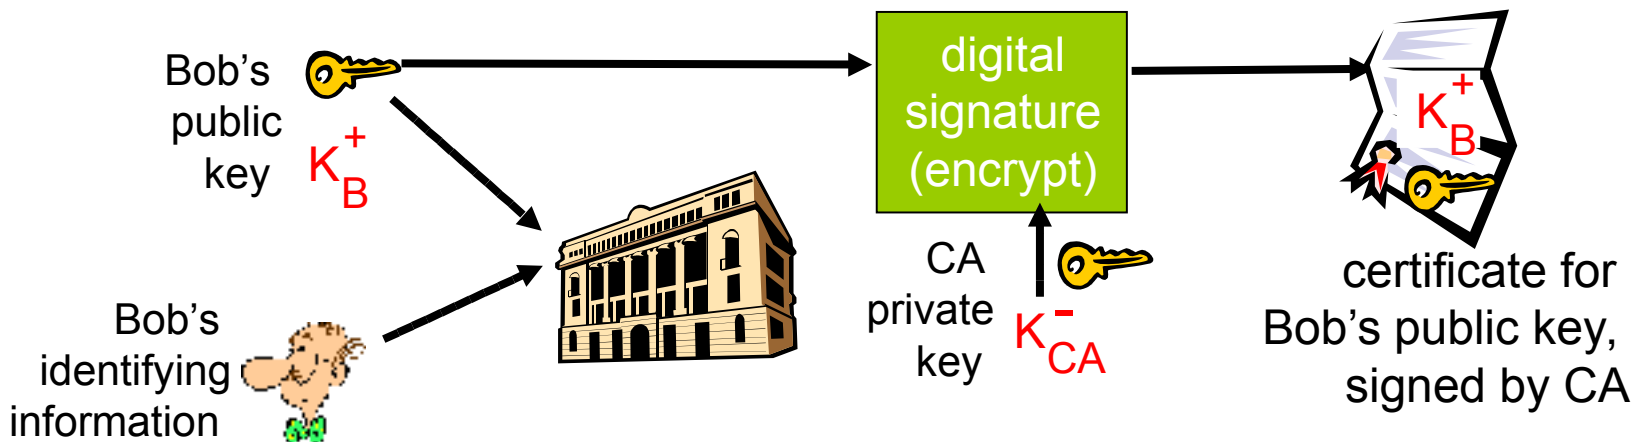 Bob’s
public
key
K
+
B
digital
signature
(encrypt)
K
+
B
CA
private
key
K
-
CA
certificate for
Bob’s public key,
signed by CA
Bob’s
identifying
information